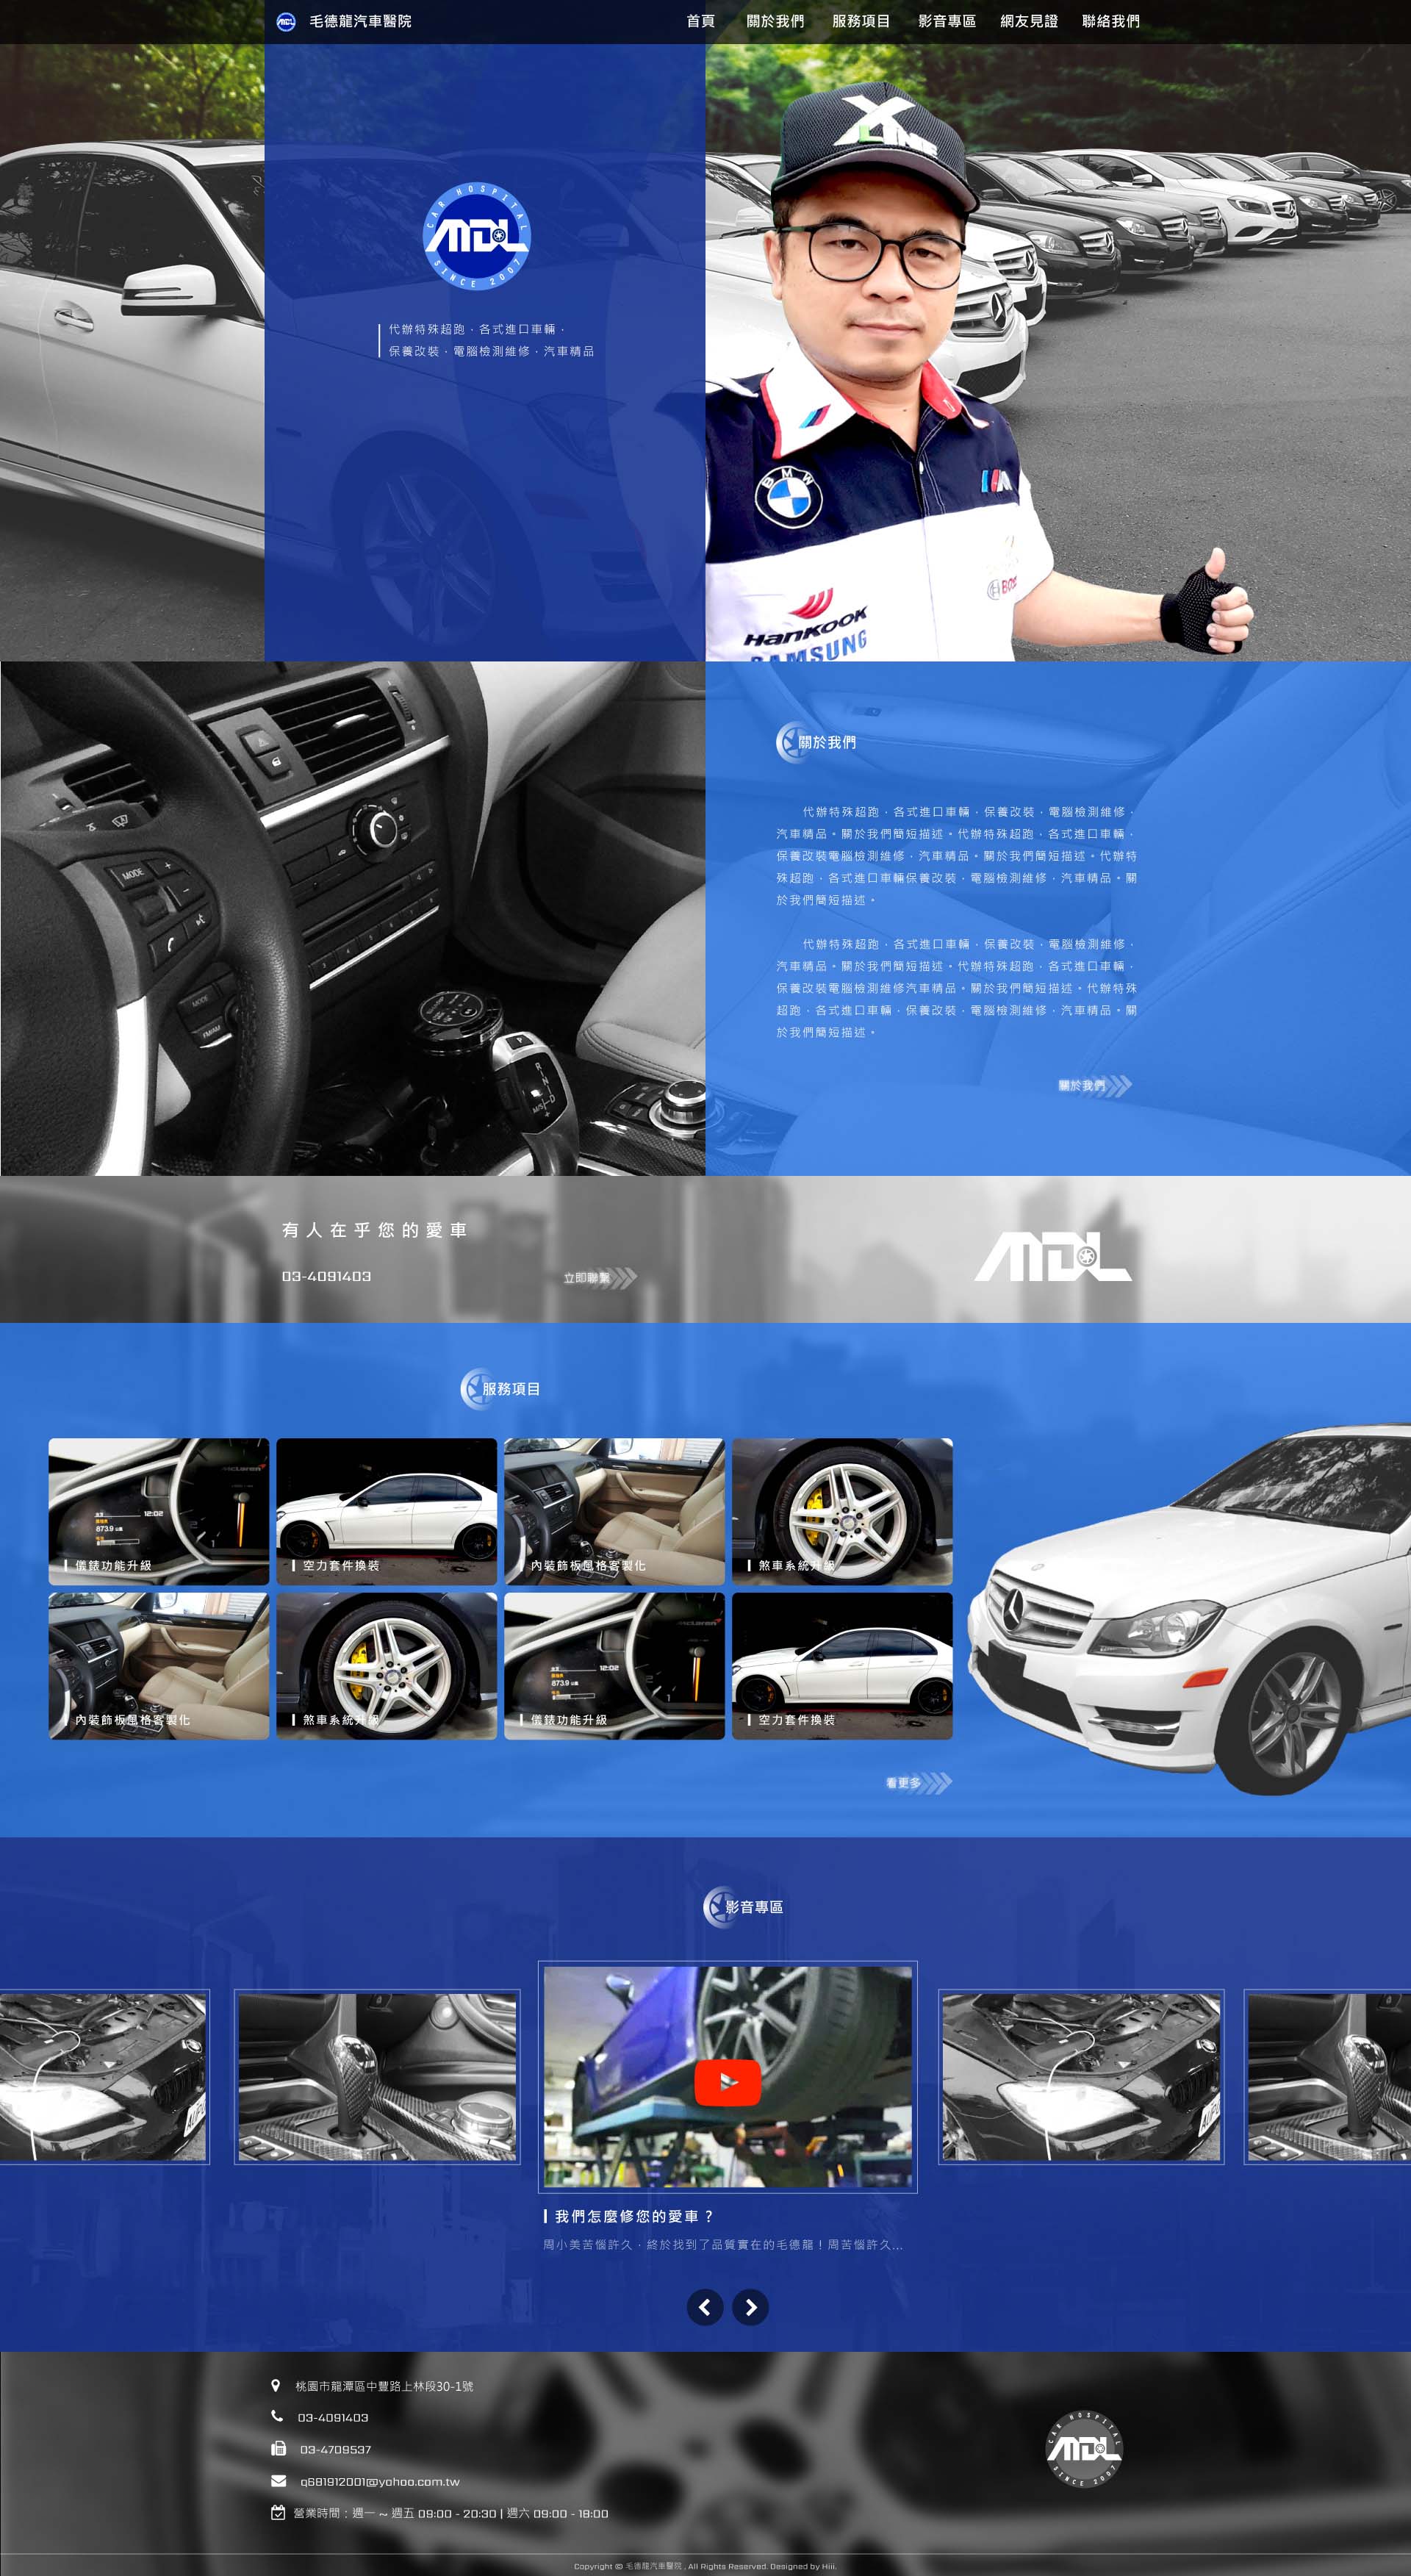 毛德龍汽車醫院
首頁 關於我們 服務項目 影音專區 網友見證 聯絡我們
X LINE
CAR HOSPITAL
MDL
SINCE 2007
代辦特殊超跑．各式進口車輛．
保養改裝．電腦檢測維修．汽車精品
BMW
BOS
Hankook
SAMSUNG
關於我們
代辦特殊超跑．各式進口車輛．保養改裝．電腦檢測維修．
汽車精品。關於我們簡短描述。代辦特殊超跑．各式進口車輛．
保養改裝電腦檢測維修．汽車精品。關於我們簡短描述。代辦特
殊超跑．各式進口車輛保養改裝．電腦檢測維修．汽車精品。關
於我們簡短描述。
代辦特殊超跑．各式進口車輛．保養改裝．電腦檢測維修．
汽車精品。關於我們簡短描述。代辦特殊超跑．各式進口車輛．
保養改裝電腦檢測維修汽車精品。關於我們簡短描述。代辦特殊
超跑．各式進口車輛．保養改裝．電腦檢測維修．汽車精品。關
於我們簡短描述。
關於我們
MODE
MODE
FM/AM
有人在乎您的愛車
03-4091403
立即聯繫
MDL
服務項目
儀錶功能升級
空力套件換裝
內裝飾板風格客製化
煞車系統升級
內裝飾板風格客製化
煞車系統升級
儀錶功能升級
空力套件換裝
12:02
873.9
12:02
873.9
看更多
影音專區
我們怎麼修您的愛車？
周小美苦惱許久．終於找到了品質實在的毛德龍！周苦惱許久...
桃園市龍潭區中豐路上林段30-1號
03-4091403
03-4709537
q681912001@yahoo.com.tw
營業時間：週一 ~ 週五 09:00 - 20:30 | 週六 09:00 - 18:00
CAR HOSPITAL
MDL
SINCE 2007
Copyright © 毛德龍汽車醫院 , All Rights Reserved. Designed by Hiii.